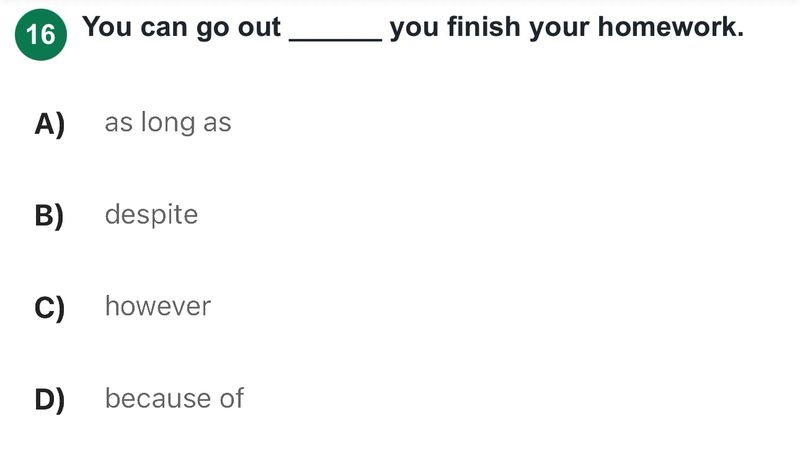 16 You can go out ______ you finish your homework.
A) as long as
B) despite
C) however
D) because of